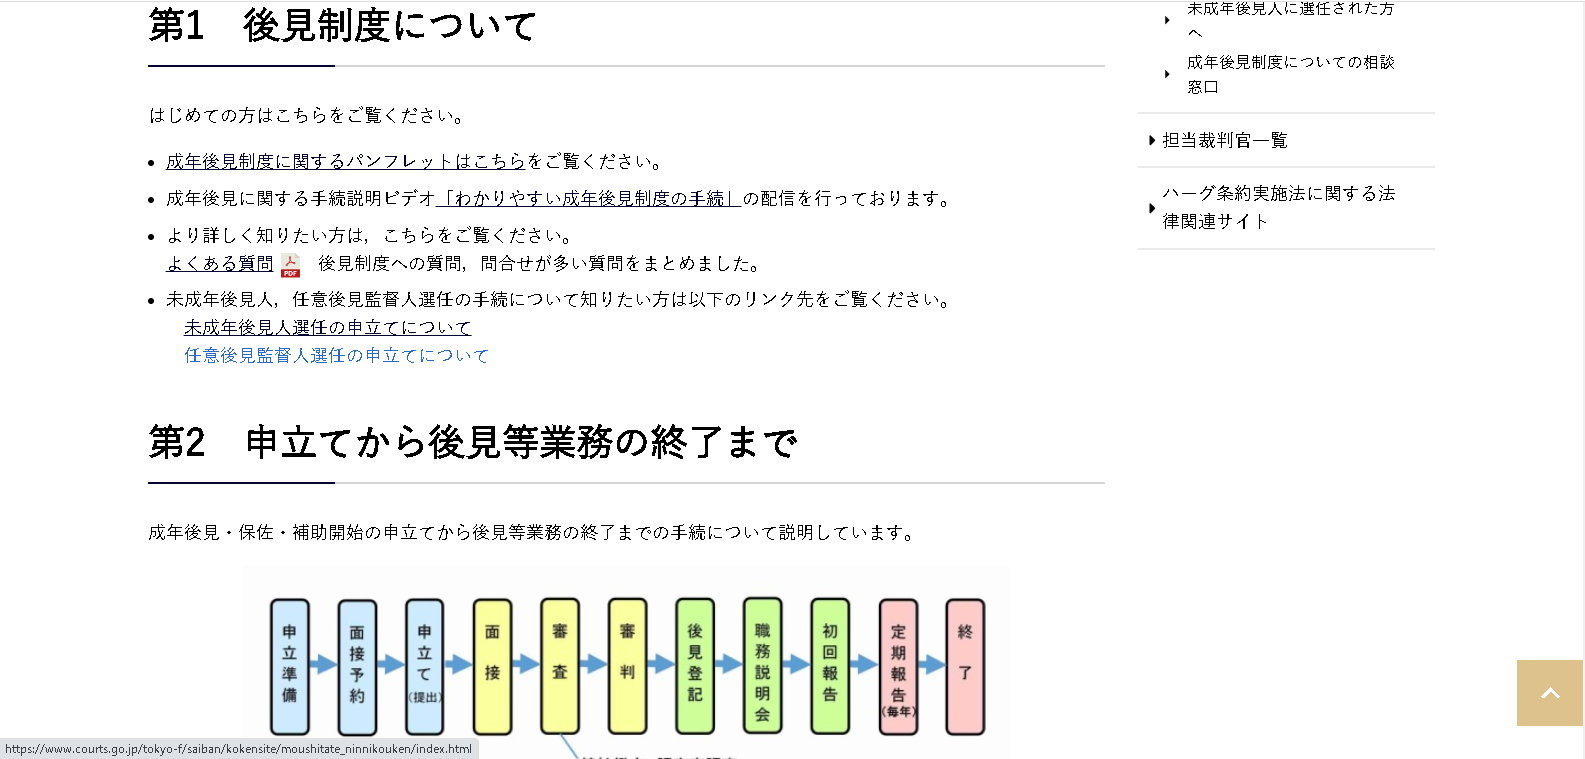 第1　後見制度について
はじめての方はこちらをご覧ください。
成年後見制度に関するパンフレットはこちらをご覧ください。
成年後見に関する手続説明ビデオ「わかりやすい成年後見制度の手続」の配信を行っております。
より詳しく知りたい方は，こちらをご覧ください。
よくある質問 PDF　後見制度への質問，問合せが多い質問をまとめました。
未成年後見人，任意後見監督人選任の手続について知りたい方は以下のリンク先をご覧ください。
未成年後見人選任の申立てについて
任意後見監督人選任の申立てについて
第2　申立てから後見等業務の終了まで
成年後見・保佐・補助開始の申立てから後見等業務の終了までの手続について説明しています。
申立準備
面接予約
申立て(提出)
面接
審査
審判
後見登記
職務説明会
初回報告
定期報告(毎年)
終了
https://www.courts.go.jp/tokyo-f/saiban/kokensite/moushitate_ninnikouken/index.html
未成年後見人に選任された方
へ
成年後見制度についての相談
窓口
担当裁判官一覧
ハーグ条約実施法に関する法
律関連サイト